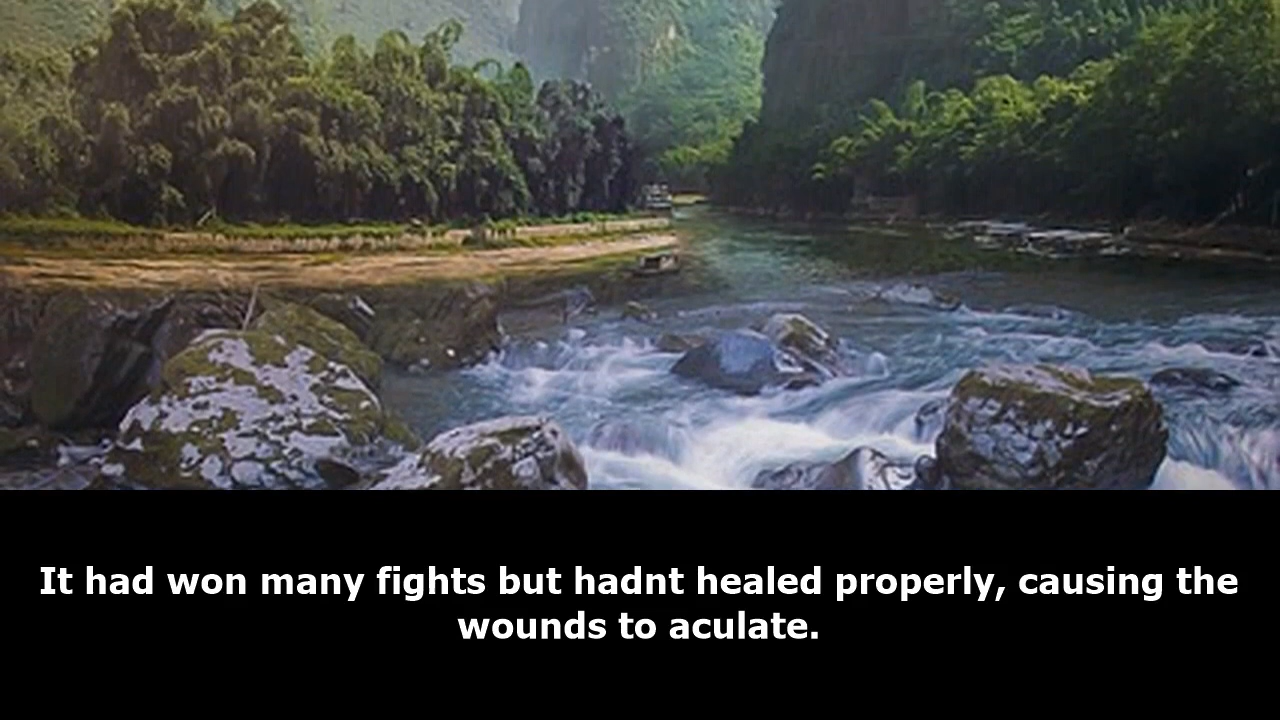 It had won many fights but hadnt healed properly, causing the
wounds to aculate.